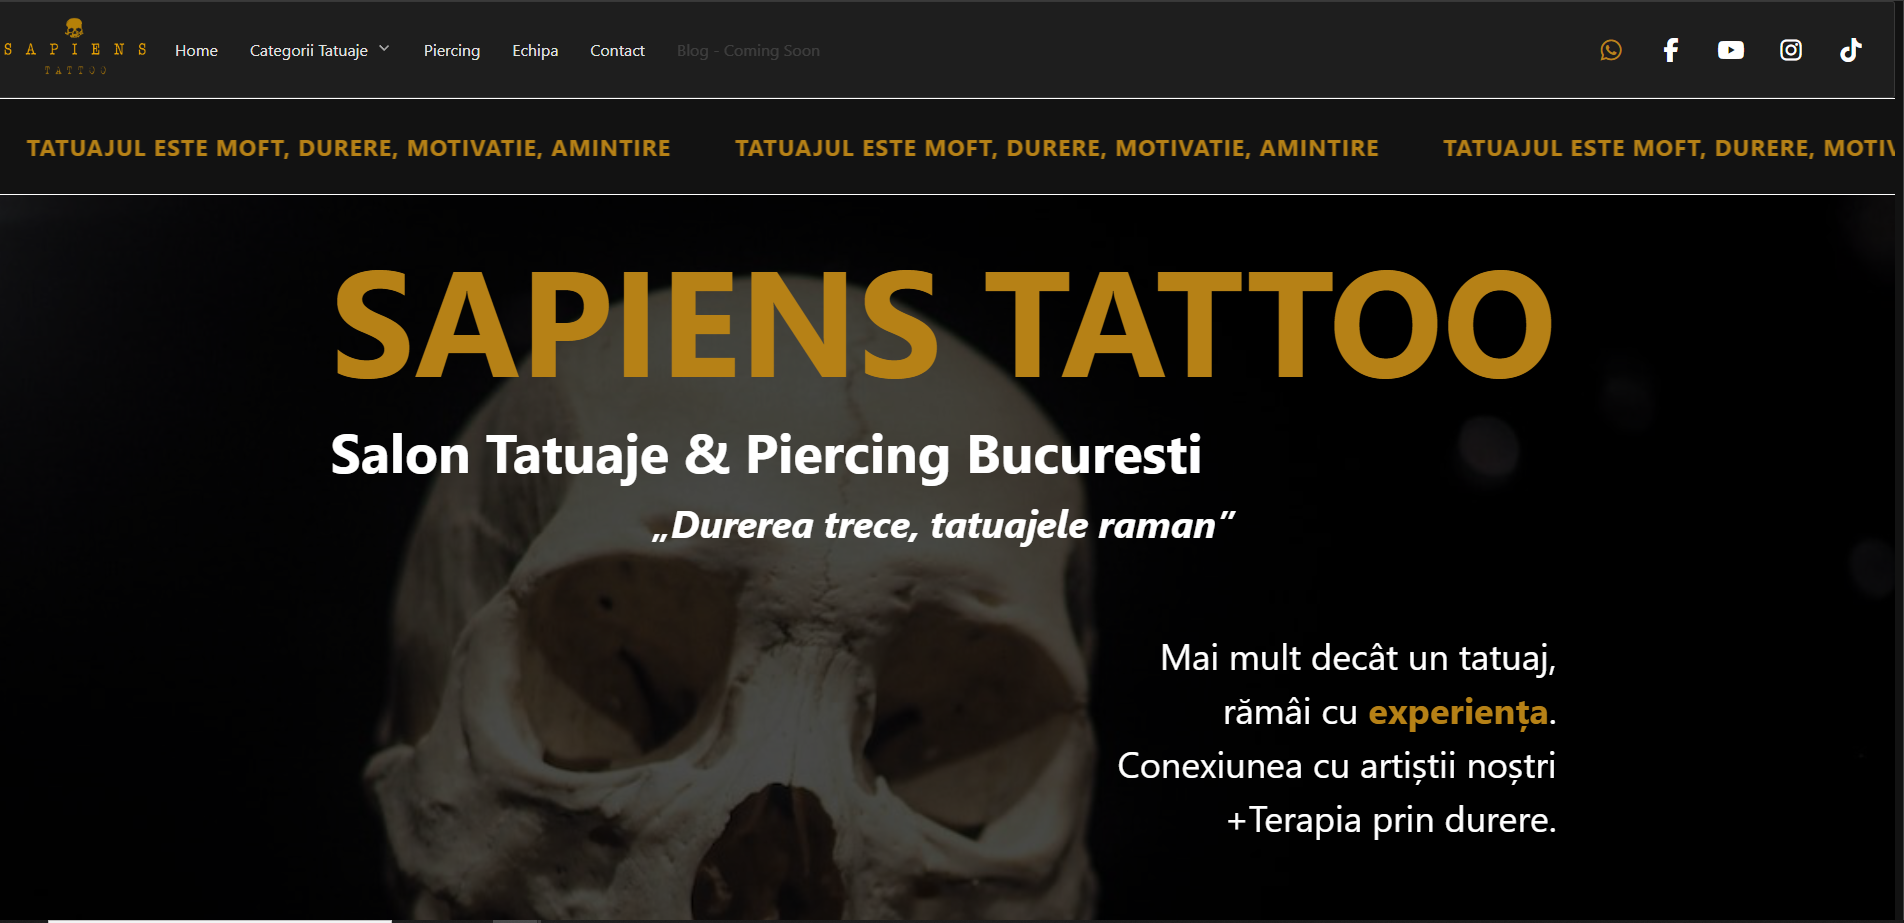 SAPIENS
TATTOO
Home Categorii Tatuaje Piercing Echipa Contact Blog - Coming Soon
TATUAJUL ESTE MOFT, DURERE, MOTIVATIE, AMINTIRE TATUAJUL ESTE MOFT, DURERE, MOTIVATIE, AMINTIRE TATUAJUL ESTE MOFT, DURERE,
SAPIENS TATTOO
Salon Tatuaje & Piercing Bucuresti
„Durerea trece, tatuajele raman”
Mai mult decât un tatuaj,
rămâi cu experiența.
Conexiunea cu artiștii noștri
+Terapia prin durere.